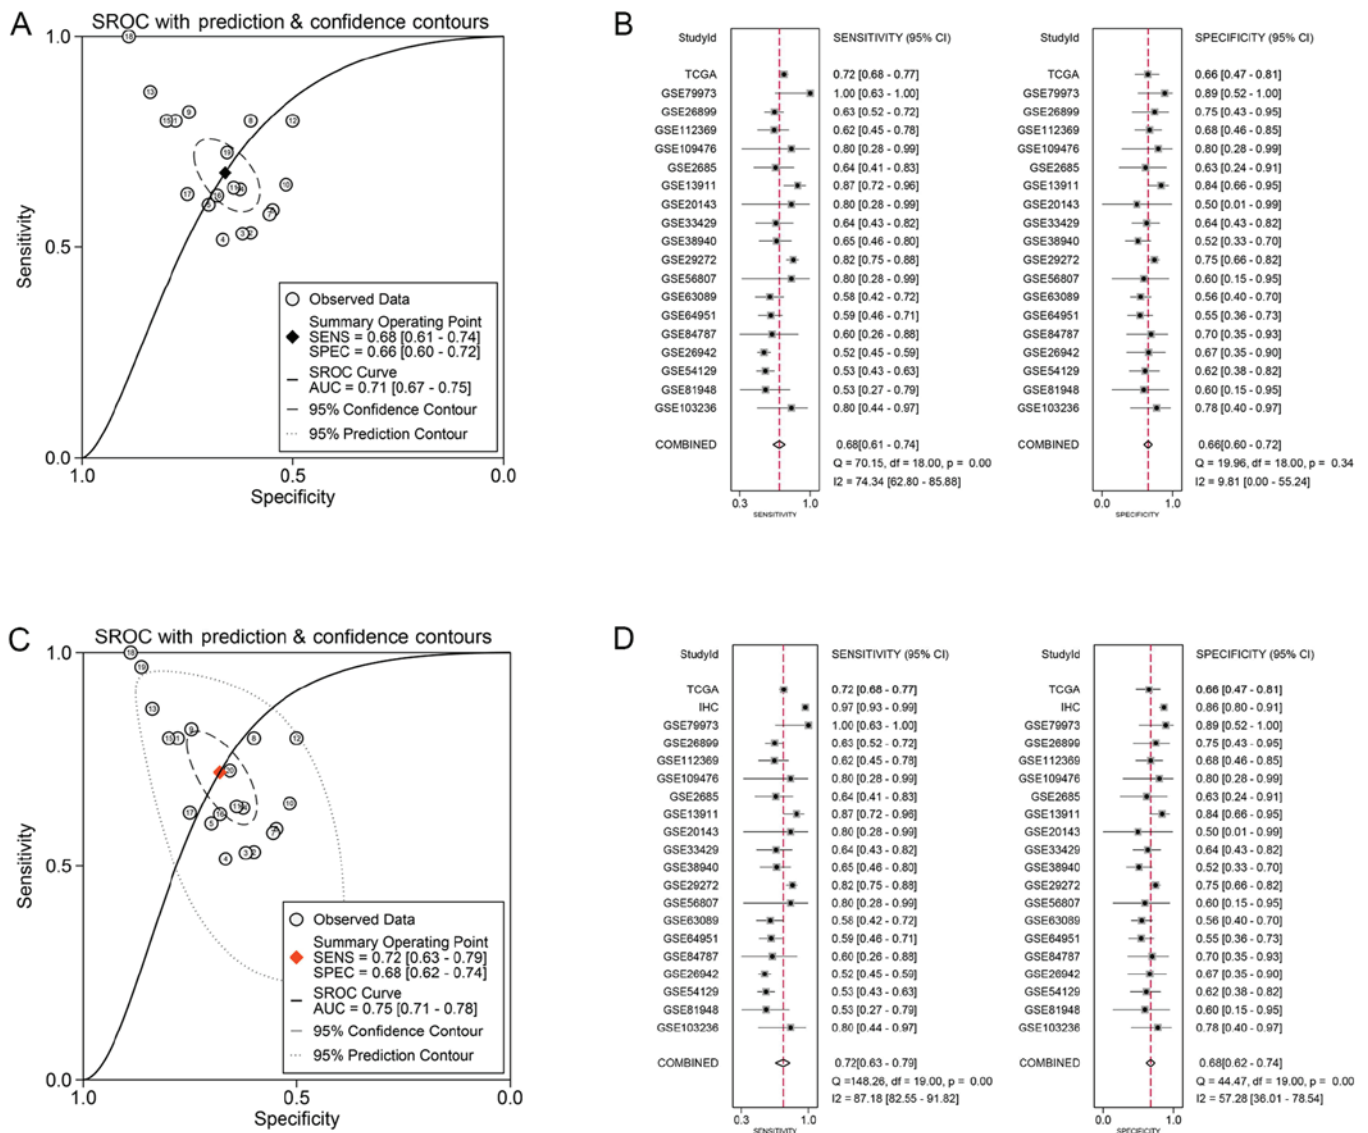 A
SROC with prediction & confidence contours
1.0
0.5
0.0
1.0
0.5
0.0
Sensitivity
Specificity
Observed Data
Summary Operating Point
SENS = 0.68 [0.61 - 0.74]
SPEC = 0.66 [0.60 - 0.72]
SROC Curve
AUC = 0.71 [0.67 - 0.75]
95% Confidence Contour
95% Prediction Contour
B
StudyId SENSITIVITY (95% CI)
TCGA 0.72 [0.68 - 0.77]
GSE79973 1.00 [0.63 - 1.00]
GSE26899 0.63 [0.52 - 0.72]
GSE112369 0.62 [0.45 - 0.78]
GSE109476 0.80 [0.28 - 0.99]
GSE2685 0.64 [0.41 - 0.83]
GSE13911 0.87 [0.72 - 0.96]
GSE20143 0.80 [0.28 - 0.99]
GSE33429 0.64 [0.43 - 0.82]
GSE38940 0.65 [0.46 - 0.80]
GSE29272 0.82 [0.75 - 0.88]
GSE56807 0.80 [0.28 - 0.99]
GSE63089 0.58 [0.42 - 0.72]
GSE64951 0.59 [0.46 - 0.71]
GSE84787 0.60 [0.26 - 0.88]
GSE26942 0.52 [0.45 - 0.59]
GSE54129 0.53 [0.43 - 0.63]
GSE81948 0.53 [0.27 - 0.79]
GSE103236 0.80 [0.44 - 0.97]
COMBINED 0.68[0.61 - 0.74]
Q = 70.15, df = 18.00, p = 0.00
I2 = 74.34 [62.80 - 85.88]
0.3 1.0
SENSITIVITY
StudyId SPECIFICITY (95% CI)
TCGA 0.66 [0.47 - 0.81]
GSE79973 0.89 [0.52 - 1.00]
GSE26899 0.75 [0.43 - 0.95]
GSE112369 0.68 [0.46 - 0.85]
GSE109476 0.80 [0.28 - 0.99]
GSE2685 0.63 [0.24 - 0.91]
GSE13911 0.84 [0.66 - 0.95]
GSE20143 0.50 [0.01 - 0.99]
GSE33429 0.64 [0.43 - 0.82]
GSE38940 0.52 [0.33 - 0.70]
GSE29272 0.75 [0.66 - 0.82]
GSE56807 0.60 [0.15 - 0.95]
GSE63089 0.56 [0.40 - 0.70]
GSE64951 0.55 [0.36 - 0.73]
GSE84787 0.70 [0.35 - 0.93]
GSE26942 0.67 [0.35 - 0.90]
GSE54129 0.62 [0.38 - 0.82]
GSE81948 0.60 [0.15 - 0.95]
GSE103236 0.78 [0.40 - 0.97]
COMBINED 0.66[0.60 - 0.72]
Q = 19.96, df = 18.00, p = 0.34
I2 = 9.81 [0.00 - 55.24]
0.0 1.0
SPECIFICITY
C
SROC with prediction & confidence contours
1.0
0.5
0.0
1.0
0.5
0.0
Sensitivity
Specificity
Observed Data
Summary Operating Point
SENS = 0.72 [0.63 - 0.79]
SPEC = 0.68 [0.62 - 0.74]
SROC Curve
AUC = 0.75 [0.71 - 0.78]
95% Confidence Contour
95% Prediction Contour
D
StudyId SENSITIVITY (95% CI)
TCGA 0.72 [0.68 - 0.77]
IHC 0.97 [0.93 - 0.99]
GSE79973 1.00 [0.63 - 1.00]
GSE26899 0.63 [0.52 - 0.72]
GSE112369 0.62 [0.45 - 0.78]
GSE109476 0.80 [0.28 - 0.99]
GSE2685 0.64 [0.41 - 0.83]
GSE13911 0.87 [0.72 - 0.96]
GSE20143 0.80 [0.28 - 0.99]
GSE33429 0.64 [0.43 - 0.82]
GSE38940 0.65 [0.46 - 0.80]
GSE29272 0.82 [0.75 - 0.88]
GSE56807 0.80 [0.28 - 0.99]
GSE63089 0.58 [0.42 - 0.72]
GSE64951 0.59 [0.46 - 0.71]
GSE84787 0.60 [0.26 - 0.88]
GSE26942 0.52 [0.45 - 0.59]
GSE54129 0.53 [0.43 - 0.63]
GSE81948 0.53 [0.27 - 0.79]
GSE103236 0.80 [0.44 - 0.97]
COMBINED 0.72[0.63 - 0.79]
Q =148.26, df = 19.00, p = 0.00
I2 = 87.18 [82.55 - 91.82]
0.3 1.0
SENSITIVITY
StudyId SPECIFICITY (95% CI)
TCGA 0.66 [0.47 - 0.81]
IHC 0.86 [0.80 - 0.91]
GSE79973 0.89 [0.52 - 1.00]
GSE26899 0.75 [0.43 - 0.95]
GSE112369 0.68 [0.46 - 0.85]
GSE109476 0.80 [0.28 - 0.99]
GSE2685 0.63 [0.24 - 0.91]
GSE13911 0.84 [0.66 - 0.95]
GSE20143 0.50 [0.01 - 0.99]
GSE33429 0.64 [0.43 - 0.82]
GSE38940 0.52 [0.33 - 0.70]
GSE29272 0.75 [0.66 - 0.82]
GSE56807 0.60 [0.15 - 0.95]
GSE63089 0.56 [0.40 - 0.70]
GSE64951 0.55 [0.36 - 0.73]
GSE84787 0.70 [0.35 - 0.93]
GSE26942 0.67 [0.35 - 0.90]
GSE54129 0.62 [0.38 - 0.82]
GSE81948 0.60 [0.15 - 0.95]
GSE103236 0.78 [0.40 - 0.97]
COMBINED 0.68[0.62 - 0.74]
Q = 44.47, df = 19.00, p = 0.00
I2 = 57.28 [36.01 - 78.54]
0.0 1.0
SPECIFICITY